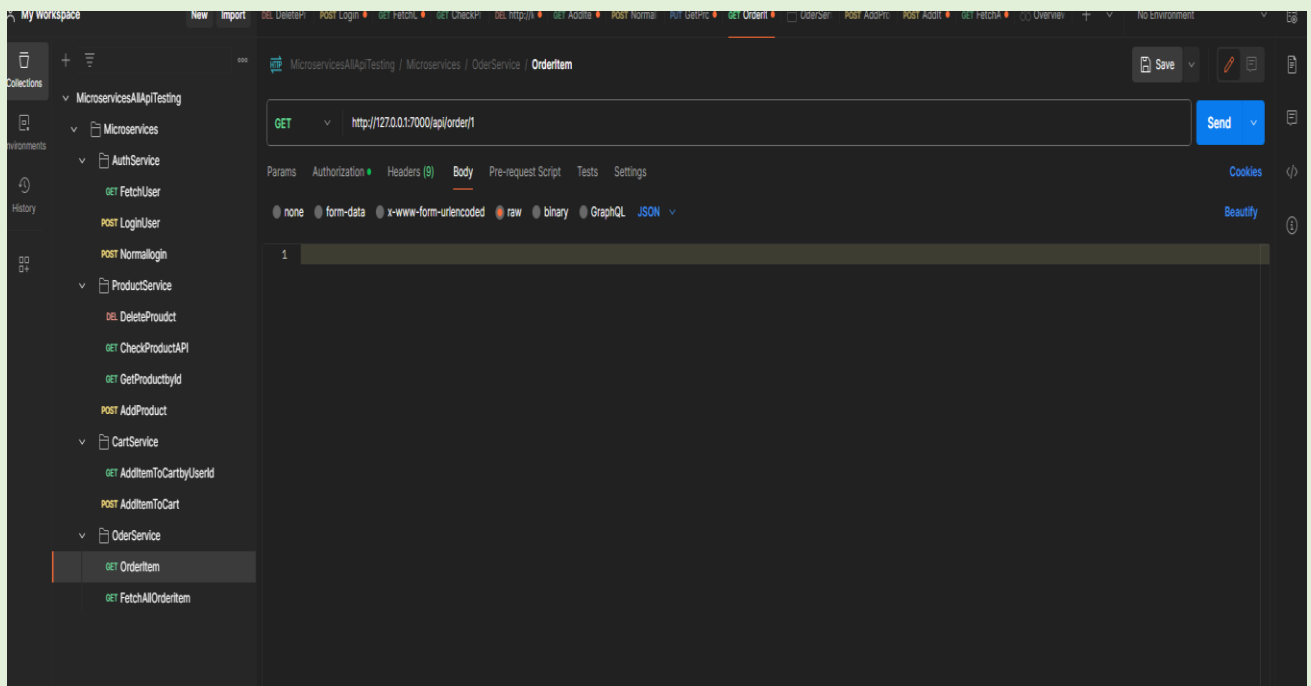 My Workspace New Import DEL DeletePr POST Login GET FetchL GET CheckPr DEL http://l GET AddIte POST Normal PUT GetPrc GET OrderIt OderSer POST AddPro POST AddIt GET FetchA Overview No Environment
Collections
MicroservicesAllApiTesting / Microservices / OderService / OrderItem Save
MicroservicesAllApiTesting
GET http://127.0.0.1:7000/api/order/1 Send
Microservices
nvironments
AuthService
Params Authorization Headers (9) Body Pre-request Script Tests Settings Cookies
GET FetchUser
History
none form-data x-www-form-urlencoded raw binary GraphQL JSON Beautify
POST LoginUser
1
POST Normallogin
ProductService
DEL DeleteProudct
GET CheckProductAPI
GET GetProductbyId
POST AddProduct
CartService
GET AddItemToCartbyUserId
POST AddItemToCart
OderService
GET OrderItem
GET FetchAllOrderitem